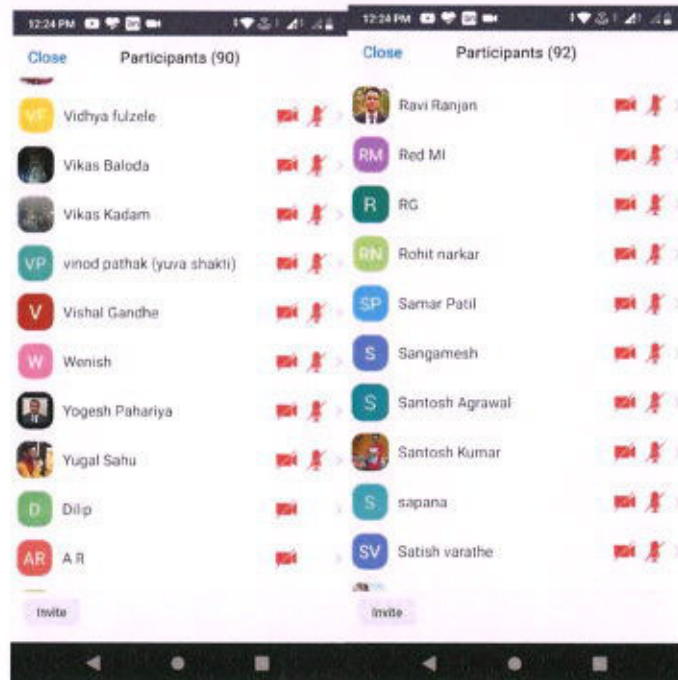 12:24 PM
Close Participants (90)
VF Vidhya fulzele
Vikas Baloda
Vikas Kadam
VP vinod pathak (yuva shakti)
V Vishal Gandhe
W Wenish
Yogesh Pahariya
Yugal Sahu
D Dilip
AR A R
Invite
12:24 PM
Close Participants (92)
Ravi Ranjan
RM Red MI
R RG
RN Rohit narkar
SP Samar Patil
S Sangamesh
S Santosh Agrawal
Santosh Kumar
S sapana
SV Satish varathe
Invite